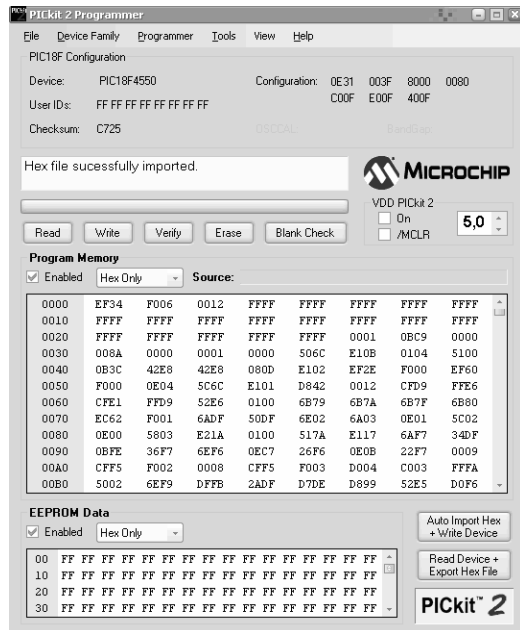 PICkit 2 Programmer
File Device Family Programmer Tools View Help
PIC18F Configuration
Device: PIC18F4550 Configuration: 0E31 003F 8000 0080
C00F E00F 400F
User IDs: FF FF FF FF FF FF FF FF
Checksum: C725 OSCCAL BandGap
Hex file sucessfully imported.
MICROCHIP
VDD PICkit 2
On
/MCLR
5,0
Read Write Verify Erase Blank Check
Program Memory
Enabled Hex Only Source:
0000 EF34 F006 0012 FFFF FFFF FFFF FFFF FFFF
0010 FFFF FFFF FFFF FFFF FFFF FFFF FFFF FFFF
0020 FFFF FFFF FFFF FFFF FFFF 0001 0BC9 0000
0030 008A 0000 0001 0000 506C E10B 0104 5100
0040 0B3C 42E8 42E8 080D E102 EF2E F000 EF60
0050 F000 0E04 5C6C E101 D842 0012 CFD9 FFE6
0060 CFE1 FFD9 52E6 0100 6B79 6B7A 6B7F 6B80
0070 EC62 F001 6ADF 50DF 6E02 6A03 0E01 5C02
0080 0E00 5803 E21A 0100 517A E117 6AF7 34DF
0090 0BFE 36F7 6EF6 0EC7 26F6 0E0B 22F7 0009
00A0 CFF5 F002 0008 CFF5 F003 D004 C003 FFFA
00B0 5002 6EF9 DFFB 2ADF D7DE D899 52E5 D0F6
EEPROM Data
Enabled Hex Only
00 FF FF FF FF FF FF FF FF FF FF FF FF FF FF FF FF
10 FF FF FF FF FF FF FF FF FF FF FF FF FF FF FF FF
20 FF FF FF FF FF FF FF FF FF FF FF FF FF FF FF FF
30 FF FF FF FF FF FF FF FF FF FF FF FF FF FF FF FF
Auto Import Hex
+ Write Device
Read Device +
Export Hex File
PICkit™ 2